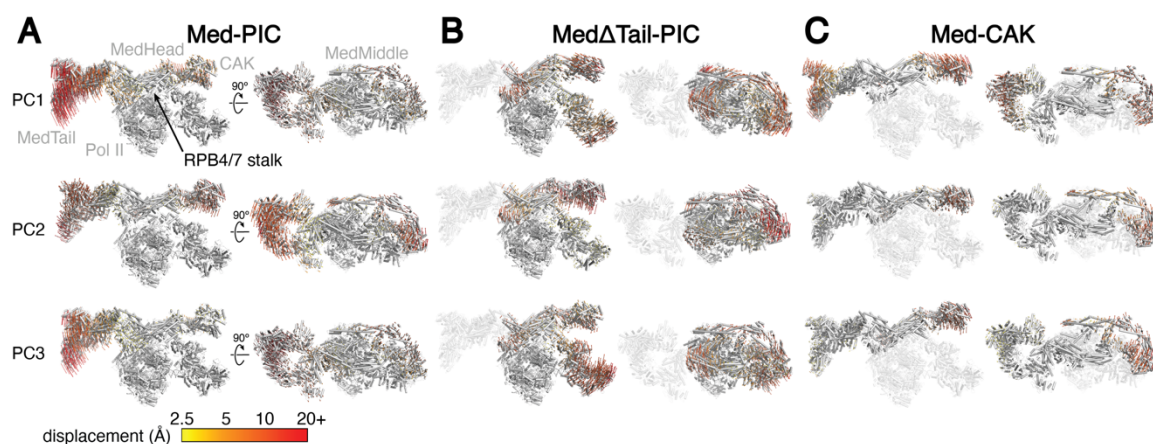 A Med-PIC B MedΔTail-PIC C Med-CAK
MedHead CAK MedMiddle
PC1 90°
MedTail Pol II RPB4/7 stalk
PC2 90°
PC3 90°
displacement (Å) 2.5 5 10 20+